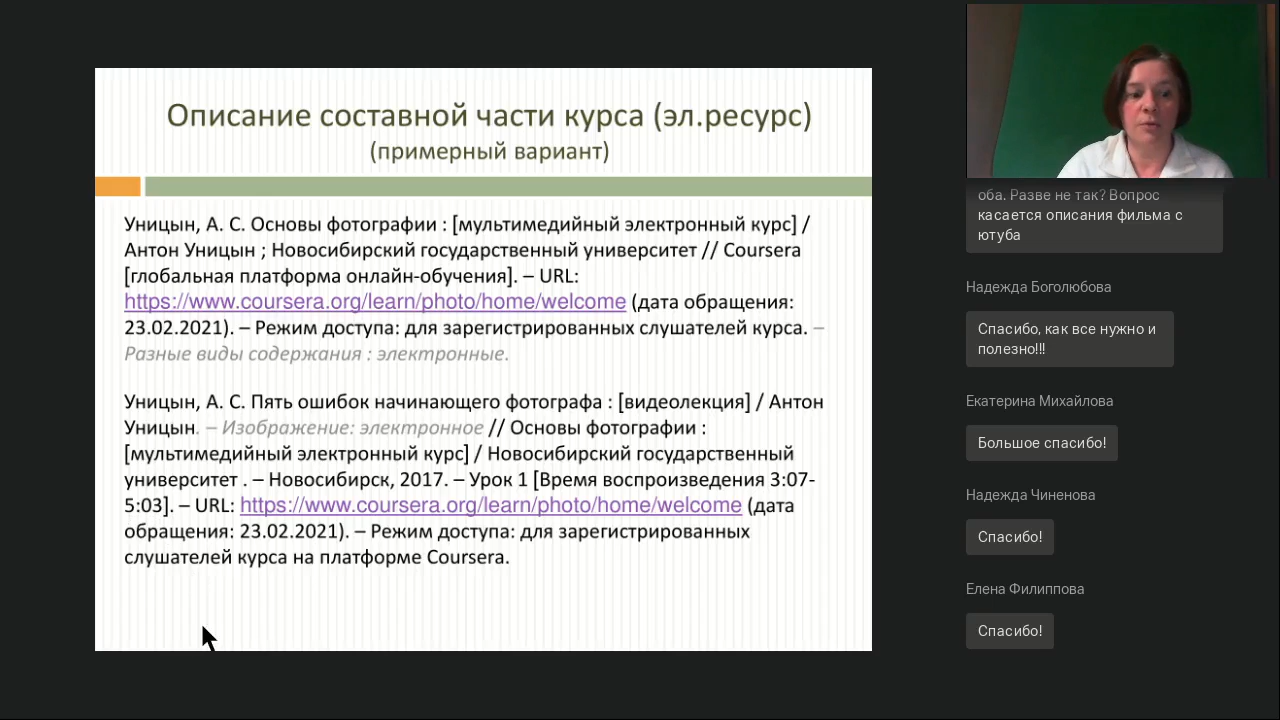 Описание составной части курса (эл.ресурс)
(примерный вариант)
Уницын, А. С. Основы фотографии : [мультимедийный электронный курс] /
Антон Уницын ; Новосибирский государственный университет // Coursera
[глобальная платформа онлайн-обучения]. – URL:
https://www.coursera.org/learn/photo/home/welcome (дата обращения:
23.02.2021). – Режим доступа: для зарегистрированных слушателей курса. –
Разные виды содержания : электронные.
Уницын, А. С. Пять ошибок начинающего фотографа : [видеолекция] / Антон
Уницын. – Изображение: электронное // Основы фотографии :
[мультимедийный электронный курс] / Новосибирский государственный
университет . – Новосибирск, 2017. – Урок 1 [Время воспроизведения 3:07-
5:03]. – URL: https://www.coursera.org/learn/photo/home/welcome (дата
обращения: 23.02.2021). – Режим доступа: для зарегистрированных
слушателей курса на платформе Coursera.
оба. Разве не так? Вопрос
касается описания фильма с
ютуба
Надежда Боголюбова
Спасибо, как все нужно и
полезно!!!
Екатерина Михайлова
Большое спасибо!
Надежда Чиненова
Спасибо!
Елена Филиппова
Спасибо!